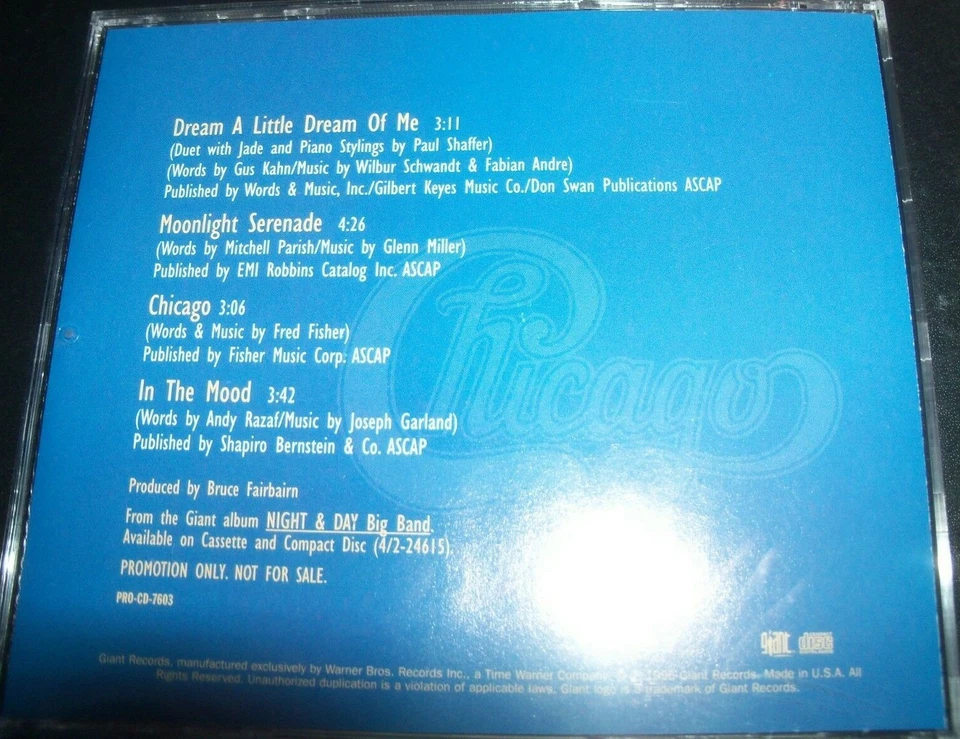 Dream A Little Dream Of Me 3:11
(Duet with Jade and Piano Stylings by Paul Shaffer)
(Words by Gus Kahn/Music by Wilbur Schwandt & Fabian Andre)
Published by Words & Music, Inc./Gilbert Keyes Music Co./Don Swan Publications ASCAP
Moonlight Serenade 4:26
(Words by Mitchell Parish/Music by Glenn Miller)
Published by EMI Robbins Catalog Inc. ASCAP
Chicago 3:06
(Words & Music by Fred Fisher)
Published by Fisher Music Corp. ASCAP
In The Mood 3:42
(Words by Andy Razaf/Music by Joseph Garland)
Published by Shapiro Bernstein & Co. ASCAP
Chicago
Produced by Bruce Fairbairn
From the Giant album NIGHT & DAY Big Band.
Available on Cassette and Compact Disc (4/2-24615).
PROMOTION ONLY. NOT FOR SALE.
PRO-CD-7603
giant disc
Giant Records, manufactured exclusively by Warner Bros. Records Inc., a Time Warner Company. 1995 Giant Records. Made in U.S.A. All
Rights Reserved. Unauthorized duplication is a violation of applicable laws. Giant logo is a trademark of Giant Records.